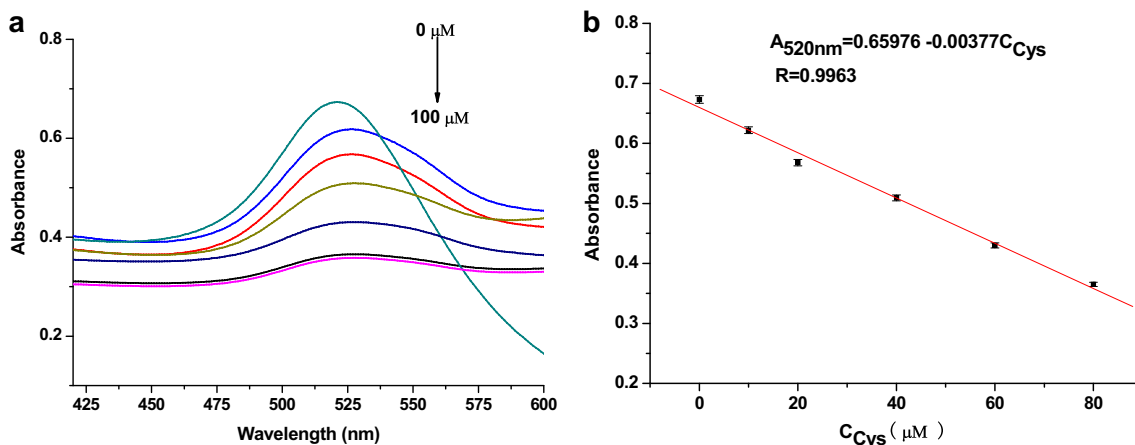 a
0 μM
100 μM
0.8
0.6
0.4
0.2
Absorbance
425 450 475 500 525 550 575 600
Wavelength (nm)
b
A520nm=0.65976 -0.00377CCys
R=0.9963
0.8
0.7
0.6
0.5
0.4
0.3
0.2
Absorbance
0 20 40 60 80
CCys( μM )